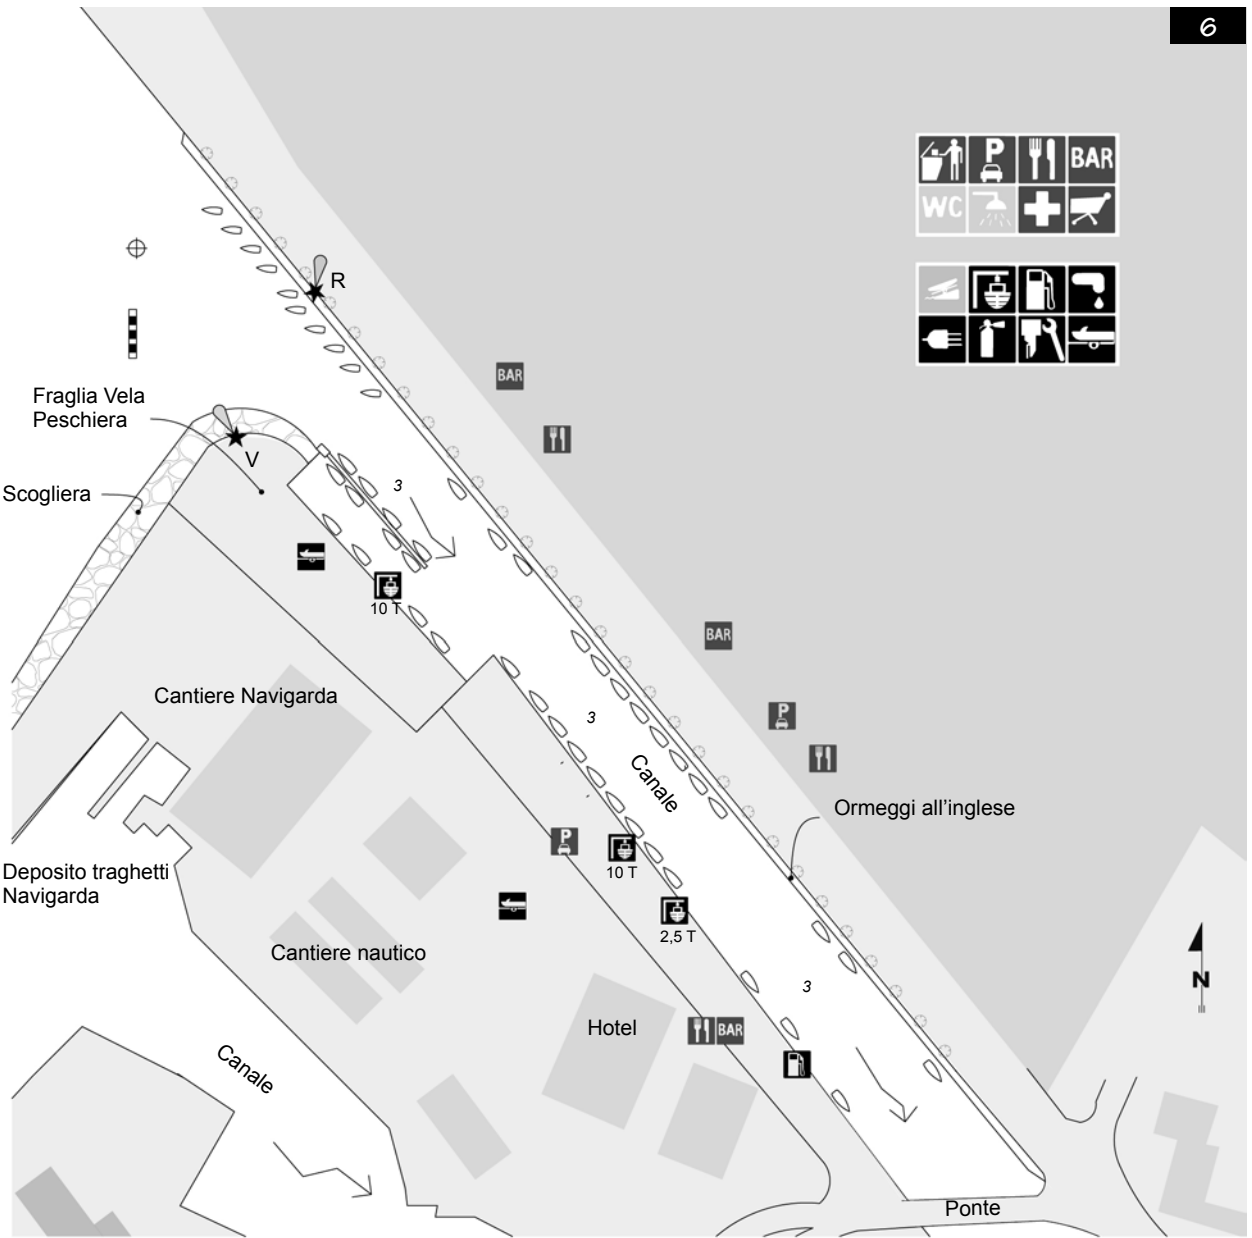 6
P
BAR
WC
R
BAR
Fraglia Vela
Peschiera
V
3
Scogliera
10 T
BAR
Cantiere Navigarda
P
3
Canale
Ormeggi all'inglese
P
10 T
Deposito traghetti
Navigarda
2,5 T
Cantiere nautico
3
N
Hotel
BAR
Canale
Ponte